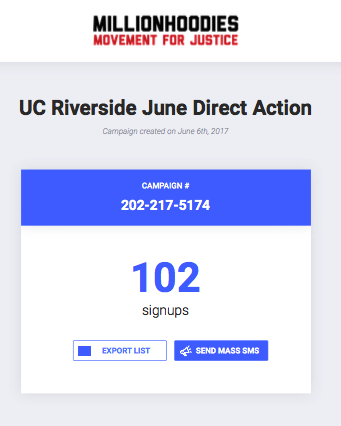 MILLIONHOODIES
MOVEMENT FOR JUSTICE
UC Riverside June Direct Action
Campaign created on June 6th, 2017
CAMPAIGN #
202-217-5174
102
signups
EXPORT LIST
SEND MASS SMS